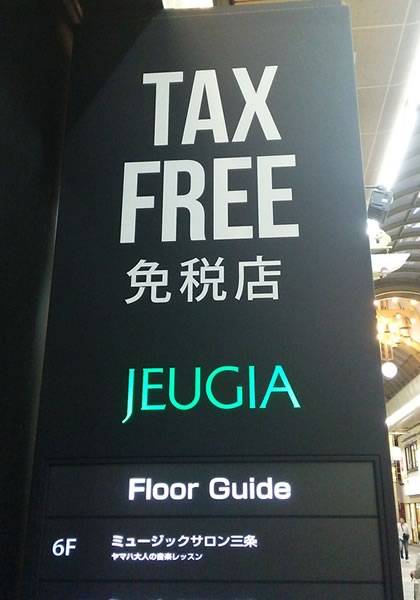 TAX
FREE
免税店
JEUGIA
Floor Guide
6F ミュージックサロン三条
ヤマハ大人の音楽レッスン